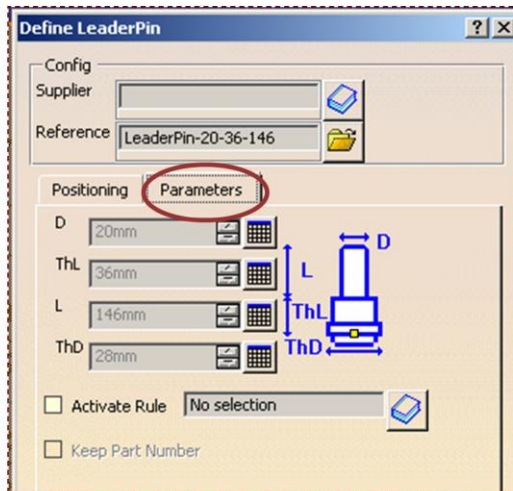 Define LeaderPin
Config
Supplier
Reference LeaderPin-20-36-146
Positioning Parameters
D 20mm
ThL 36mm
L 146mm
ThD 28mm
D
L
ThL
ThD
Activate Rule No selection
Keep Part Number